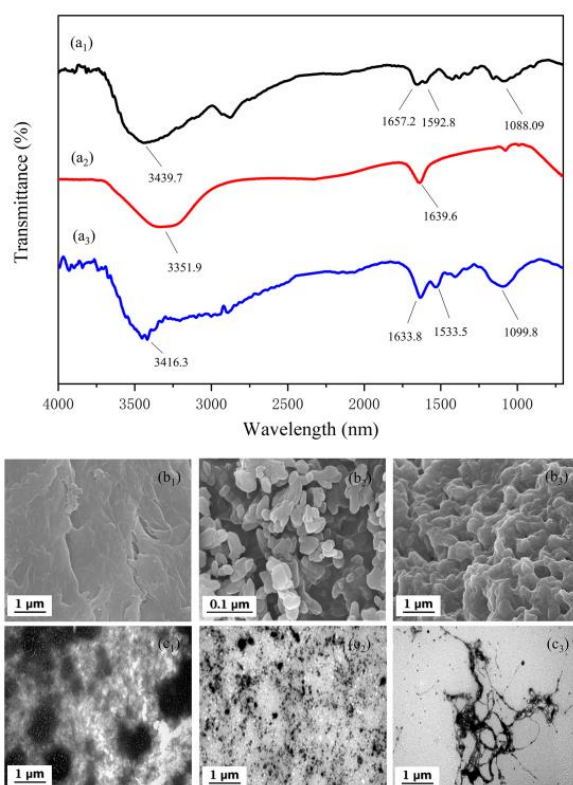 (a1)
1657.2 1592.8
1088.09
3439.7
(a2)
1639.6
3351.9
(a3)
1633.8 1533.5
1099.8
3416.3
Transmittance (%)
4000 3500 3000 2500 2000 1500 1000
Wavelength (nm)
(b1) (b2) (b3)
1 µm 0.1 µm 1 µm
(c1) (c2) (c3)
1 µm 1 µm 1 µm